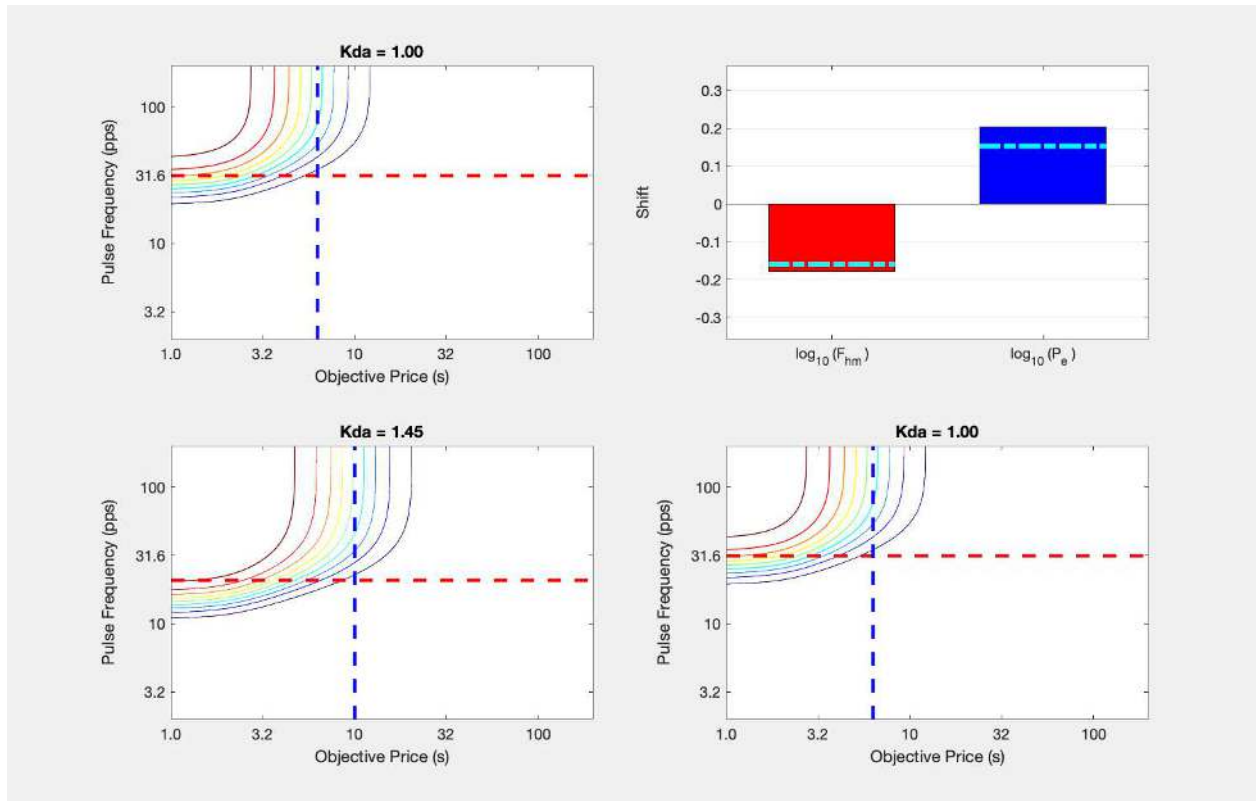 Kda = 1.00
Pulse Frequency (pps)
100
31.6
10
3.2
1.0
3.2
10
32
100
Objective Price (s)
Shift
0.3
0.2
0.1
0
-0.1
-0.2
-0.3
log10(Fhm)
log10(Pe)
Kda = 1.45
Pulse Frequency (pps)
100
31.6
10
3.2
1.0
3.2
10
32
100
Objective Price (s)
Kda = 1.00
Pulse Frequency (pps)
100
31.6
10
3.2
1.0
3.2
10
32
100
Objective Price (s)